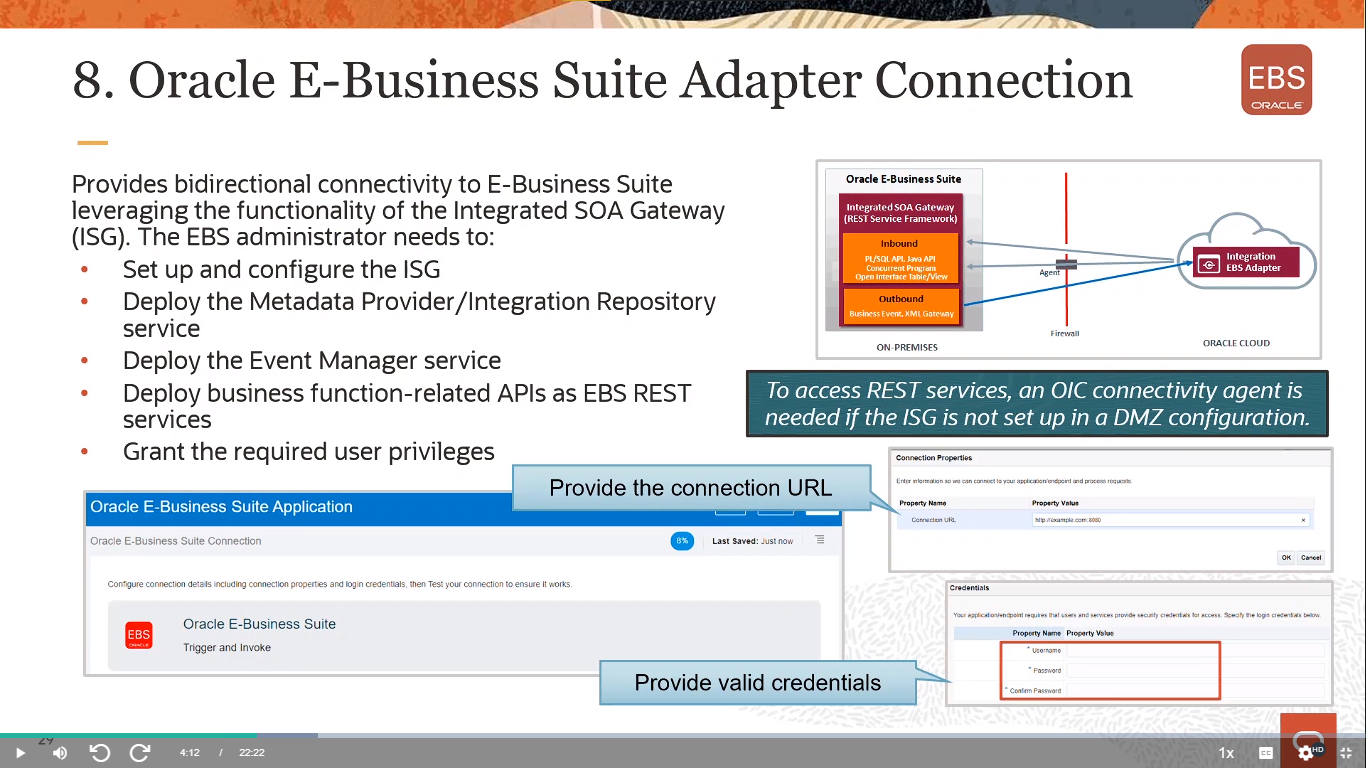 8. Oracle E-Business Suite Adapter Connection
EBS
ORACLE
Provides bidirectional connectivity to E-Business Suite
leveraging the functionality of the Integrated SOA Gateway
(ISG). The EBS administrator needs to:
• Set up and configure the ISG
• Deploy the Metadata Provider/Integration Repository
service
• Deploy the Event Manager service
• Deploy business function-related APIs as EBS REST
services
• Grant the required user privileges
Oracle E-Business Suite
Integrated SOA Gateway
(REST Service Framework)
Inbound
PL/SQL API, Java API
Concurrent Program
Open Interface Table/View
Outbound
Business Event, XML Gateway
ON-PREMISES
Agent
Firewall
Integration
EBS Adapter
ORACLE CLOUD
To access REST services, an OIC connectivity agent is
needed if the ISG is not set up in a DMZ configuration.
Provide the connection URL
Connection Properties
Enter information so we can connect to your application/endpoint and process requests.
Property Name Property Value
Connection URL http://example.com:8080 ×
OK Cancel
Oracle E-Business Suite Application
Oracle E-Business Suite Connection
8% Last Saved: Just now
Configure connection details including connection properties and login credentials, then Test your connection to ensure it works.
EBS
ORACLE
Oracle E-Business Suite
Trigger and Invoke
Credentials
Your application/endpoint requires that users and services provide security credentials for access. Specify the login credentials below.
Property Name Property Value
* Username
* Password
* Confirm Password
Provide valid credentials
29
4:12 / 22:22
1x
CC
HD